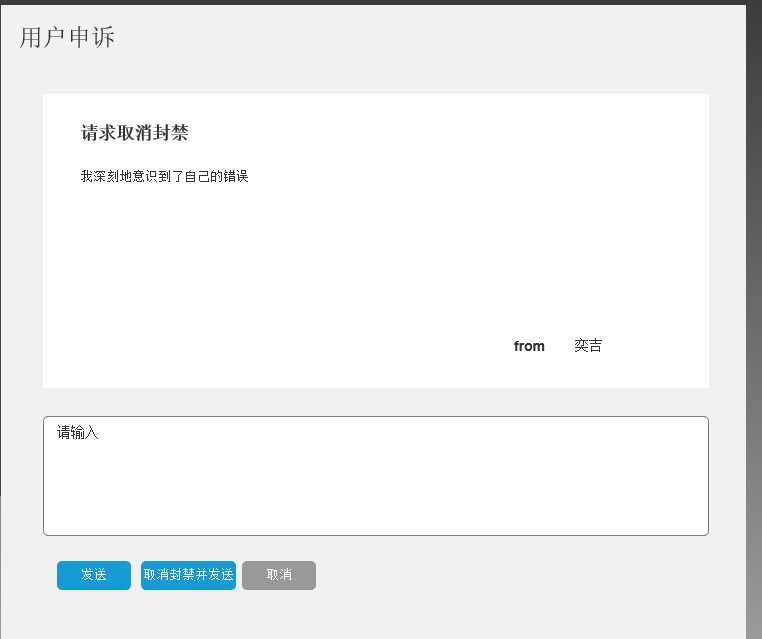 用户申诉
请求取消封禁
我深刻地意识到了自己的错误
from 奕吉
请输入
发送 取消封禁并发送 取消